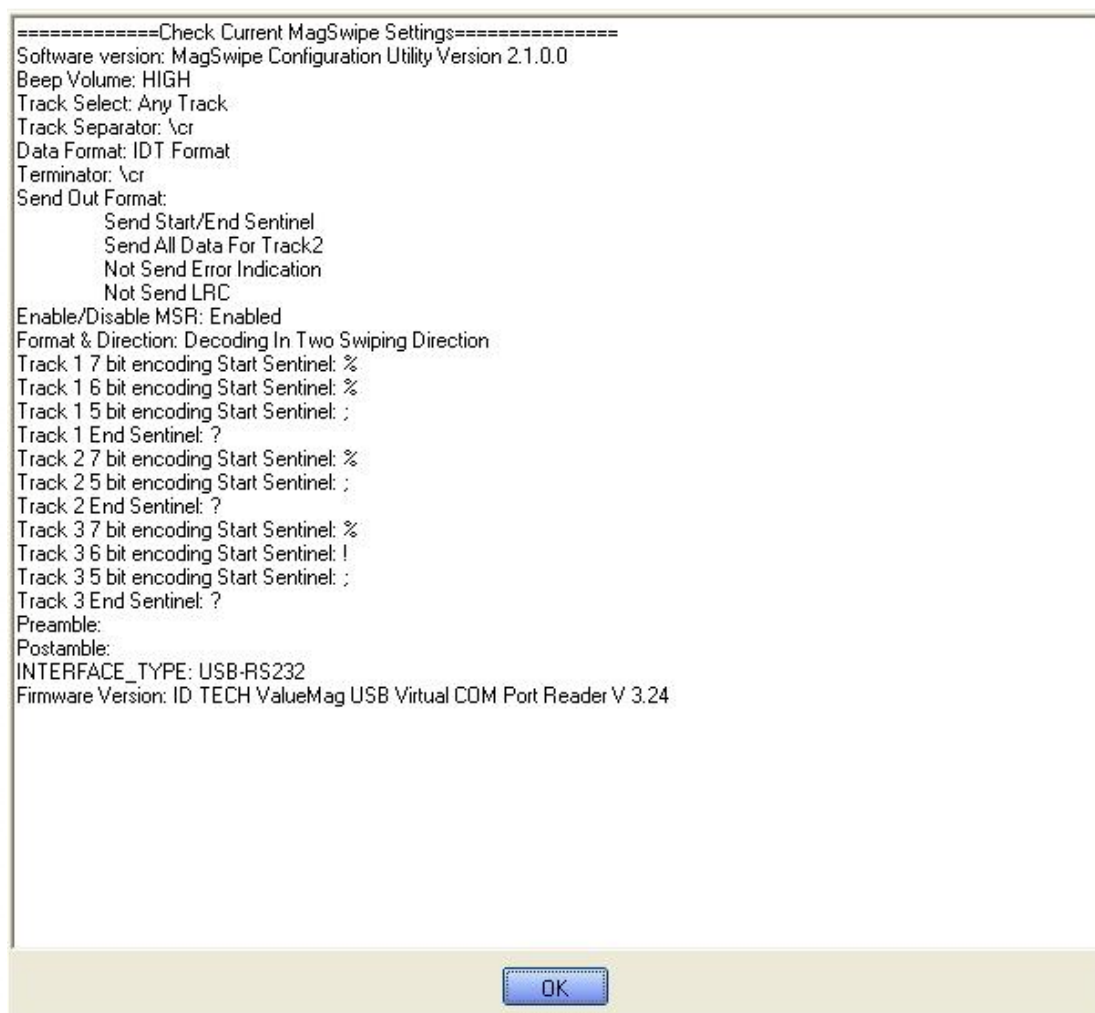 =============Check Current MagSwipe Settings===============
Software version: MagSwipe Configuration Utility Version 2.1.0.0
Beep Volume: HIGH
Track Select: Any Track
Track Separator: \cr
Data Format: IDT Format
Terminator: \cr
Send Out Format:
Send Start/End Sentinel
Send All Data For Track2
Not Send Error Indication
Not Send LRC
Enable/Disable MSR: Enabled
Format & Direction: Decoding In Two Swiping Direction
Track 1 7 bit encoding Start Sentinel: %
Track 1 6 bit encoding Start Sentinel: %
Track 1 5 bit encoding Start Sentinel: ;
Track 1 End Sentinel: ?
Track 2 7 bit encoding Start Sentinel: %
Track 2 5 bit encoding Start Sentinel: ;
Track 2 End Sentinel: ?
Track 3 7 bit encoding Start Sentinel: %
Track 3 6 bit encoding Start Sentinel: !
Track 3 5 bit encoding Start Sentinel: ;
Track 3 End Sentinel: ?
Preamble:
Postamble:
INTERFACE_TYPE: USB-RS232
Firmware Version: ID TECH ValueMag USB Virtual COM Port Reader V 3.24
OK